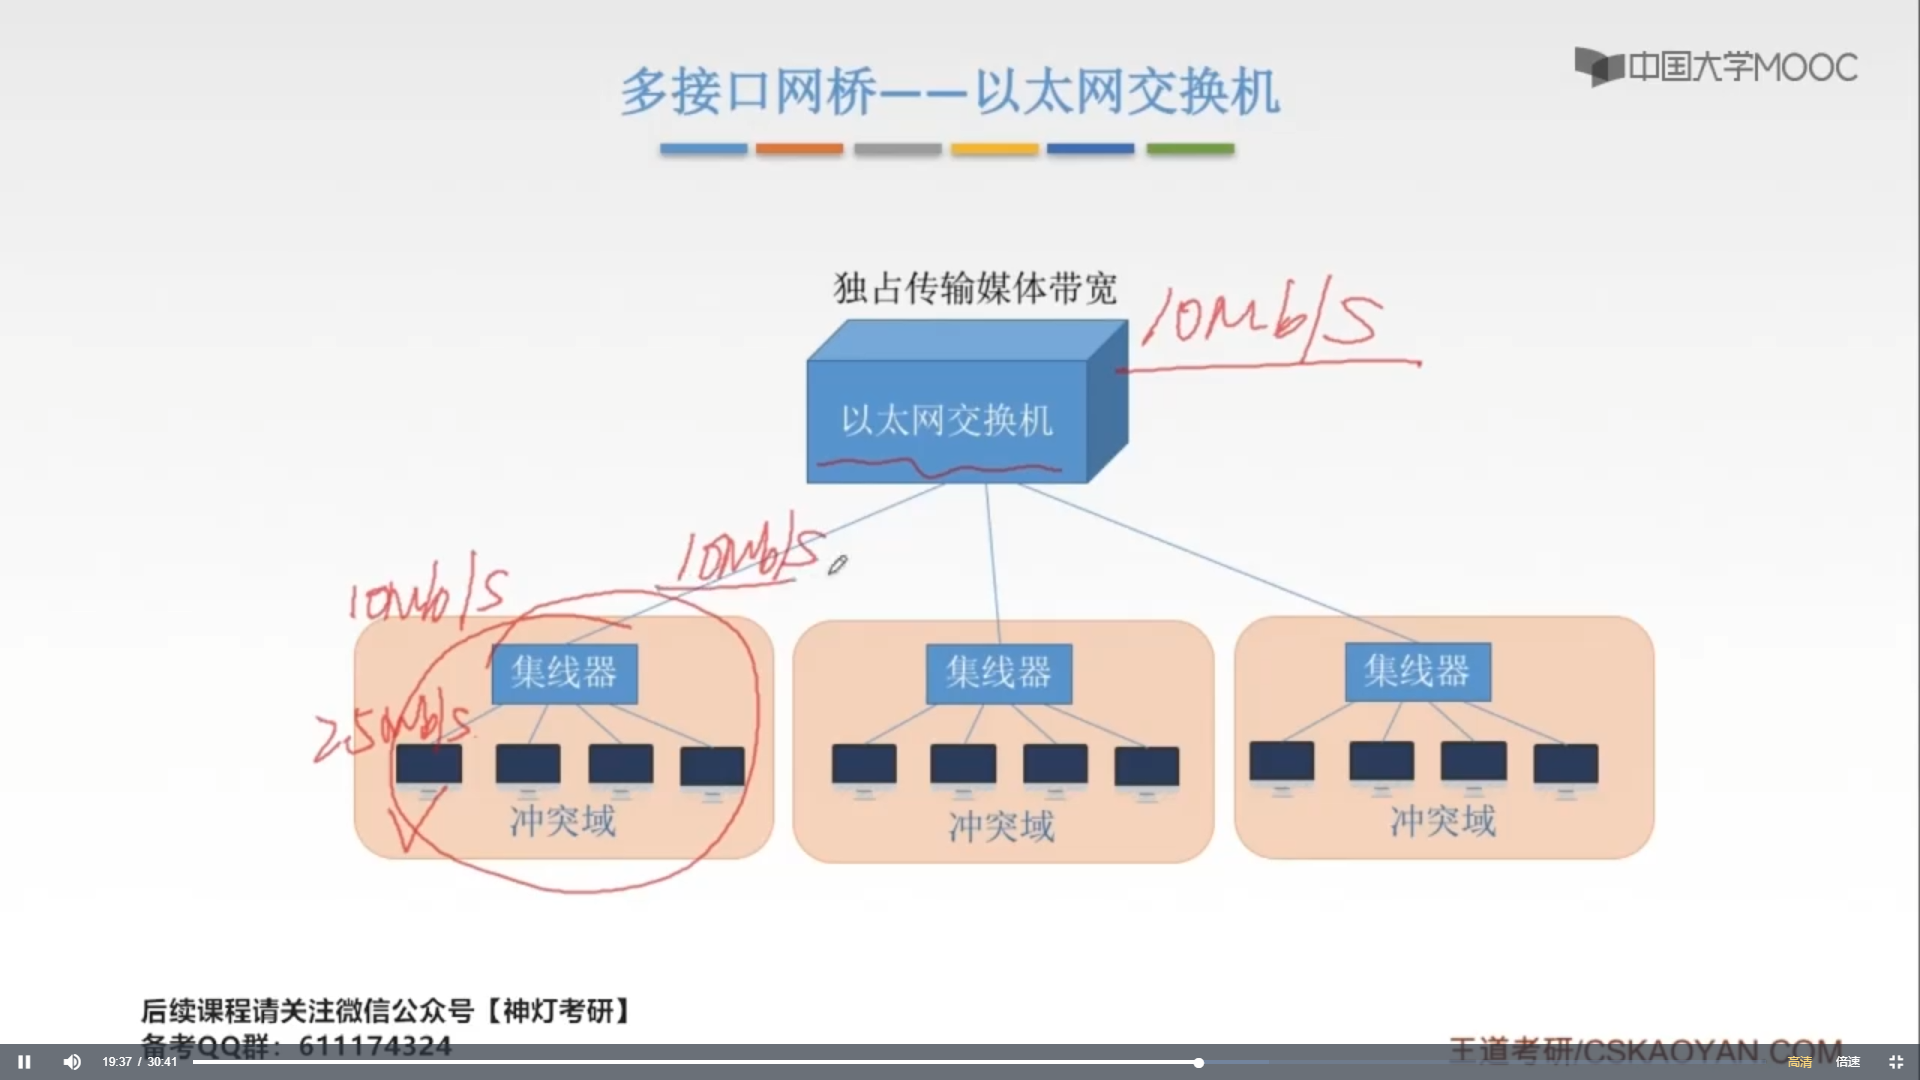 中国大学MOOC
多接口网桥——以太网交换机
独占传输媒体带宽
10Mb/s
以太网交换机
10Mb/s
10Mb/s
集线器
集线器
集线器
2.5Mb/s
冲突域
冲突域
冲突域
后续课程请关注微信公众号【神灯考研】
备考QQ群：611174324
王道考研/CSKAOYAN.COM
19:37 / 30:41
高清
倍速